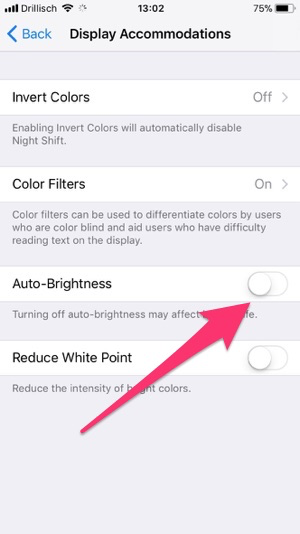 Drillisch 13:02 75%
Back Display Accommodations
Invert Colors Off
Enabling Invert Colors will automatically disable
Night Shift.
Color Filters On
Color filters can be used to differentiate colors by users
who are color blind and aid users who have difficulty
reading text on the display.
Auto-Brightness
Turning off auto-brightness may affect
Reduce White Point
Reduce the intensity of bright colors.